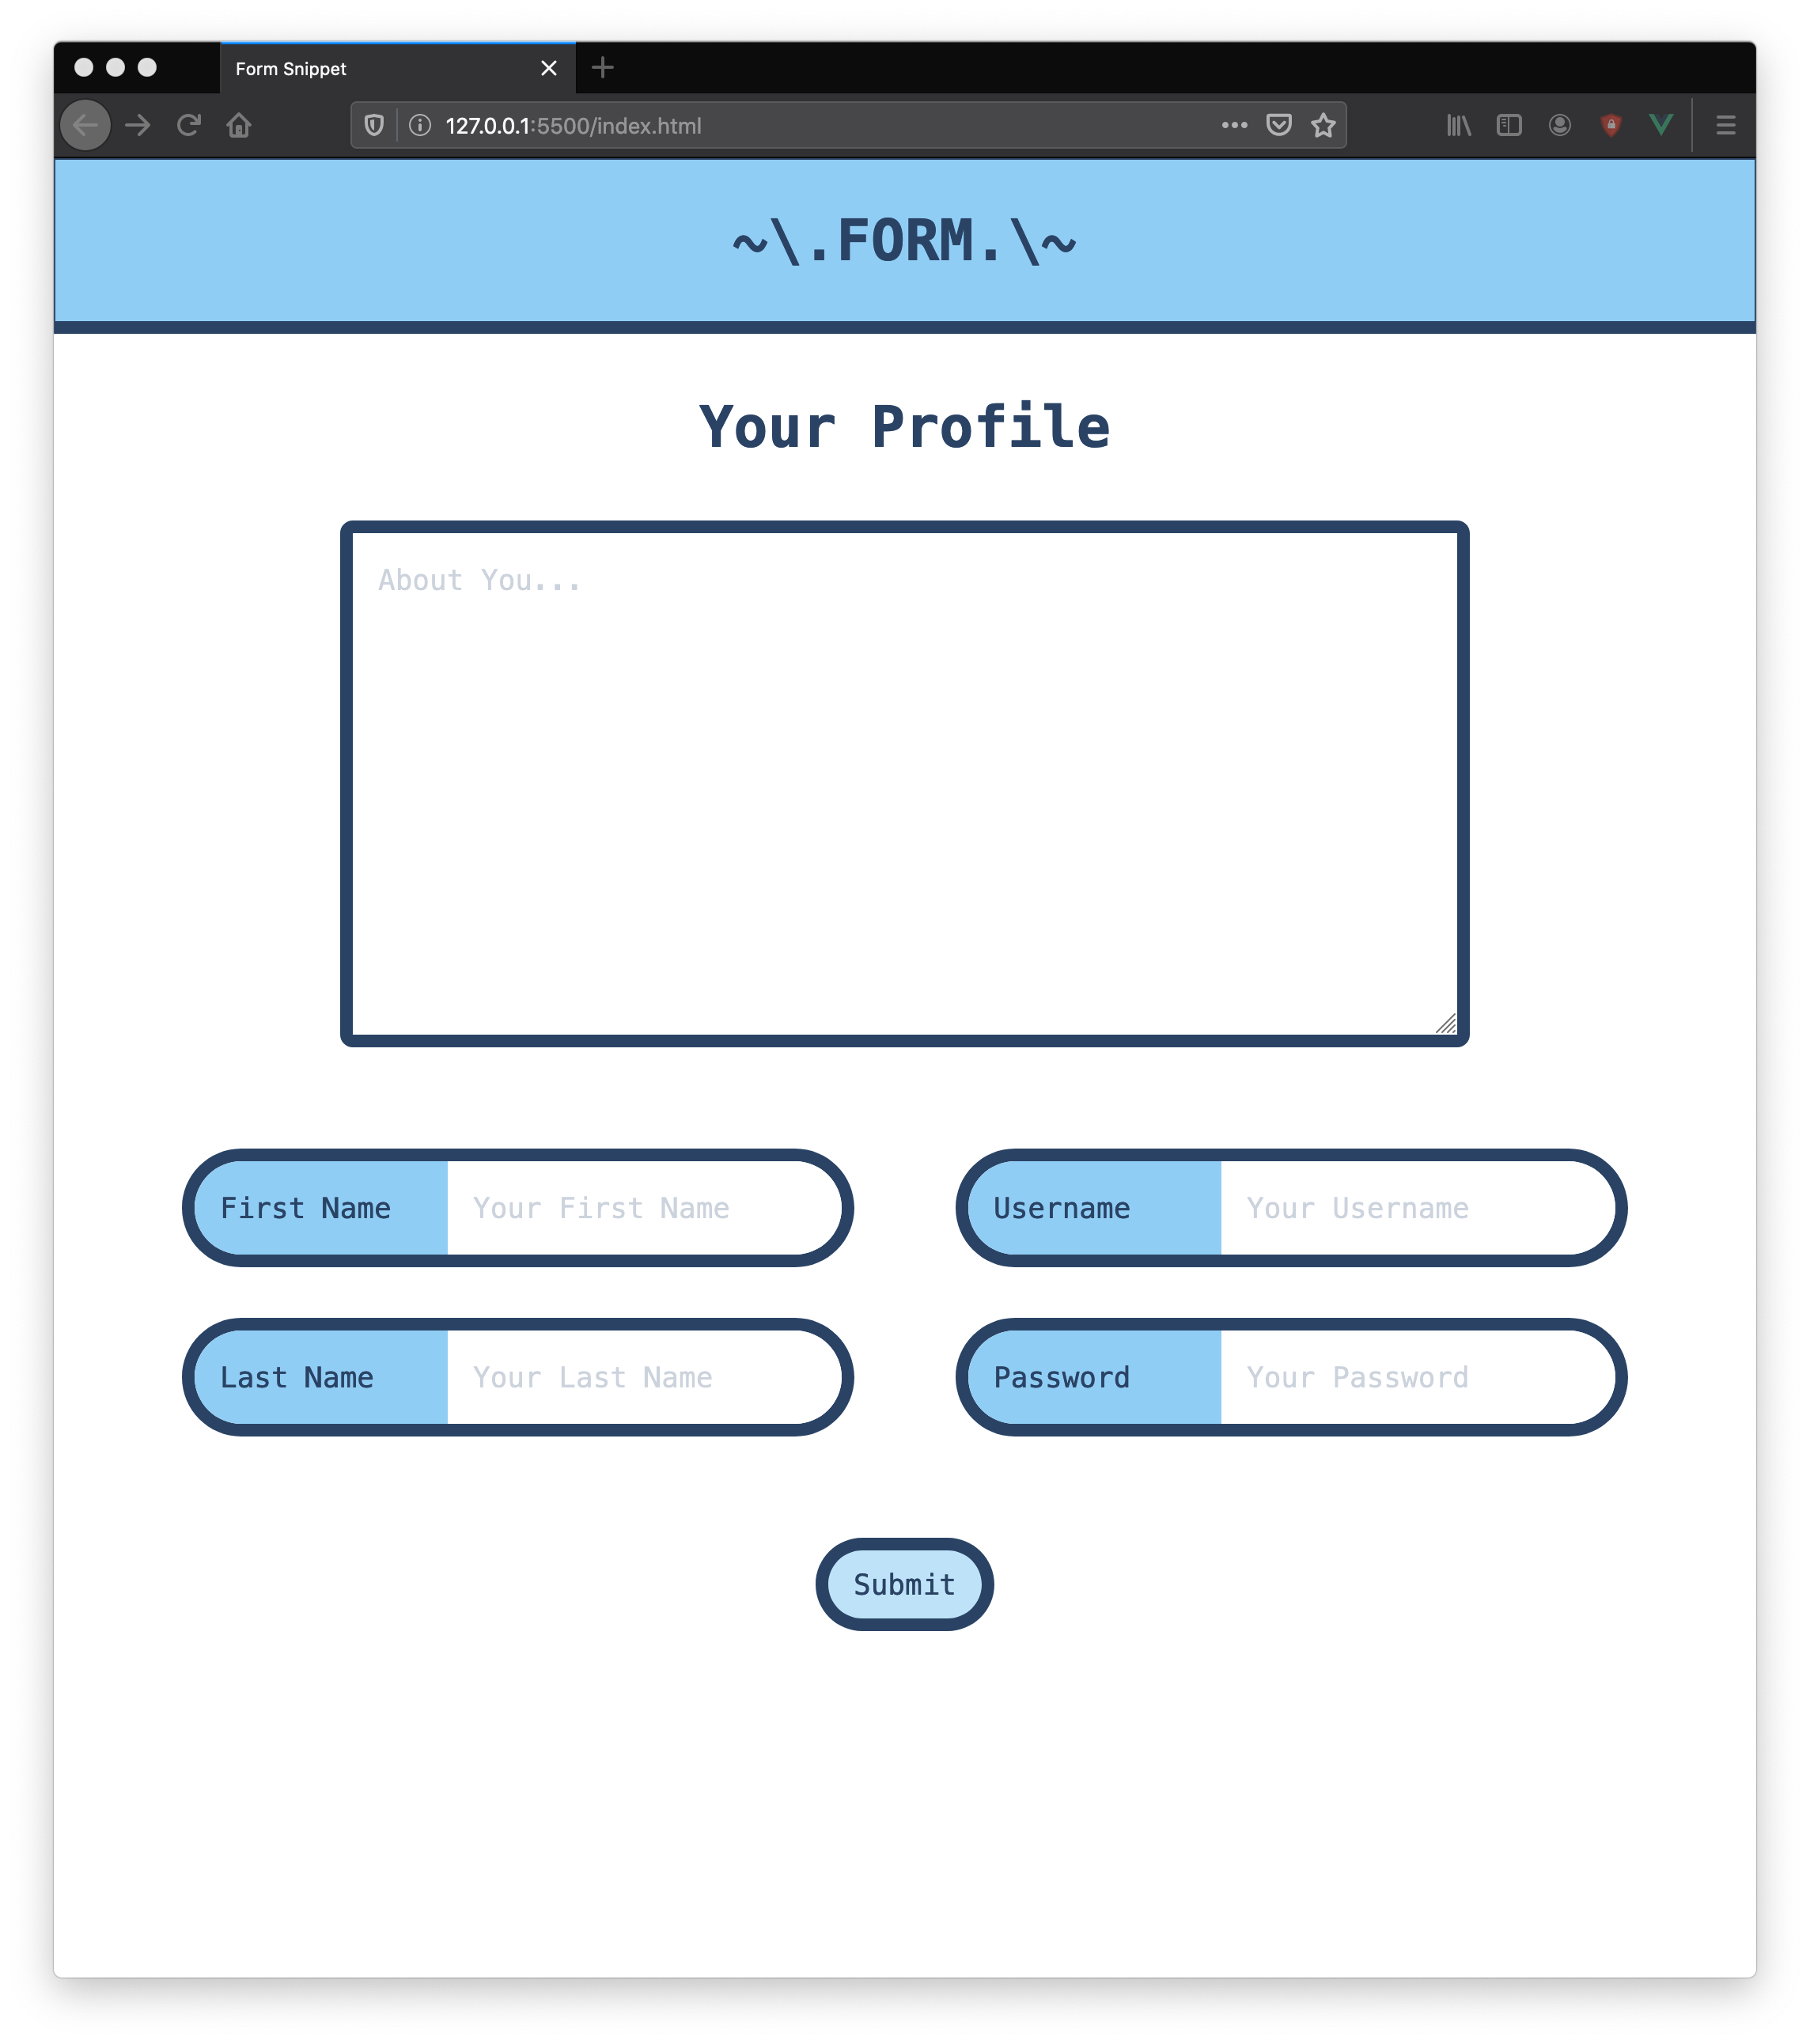 Form Snippet
127.0.0.1:5500/index.html
~\.FORM.\~
Your Profile
About You...
First Name Your First Name Username Your Username
Last Name Your Last Name Password Your Password
Submit